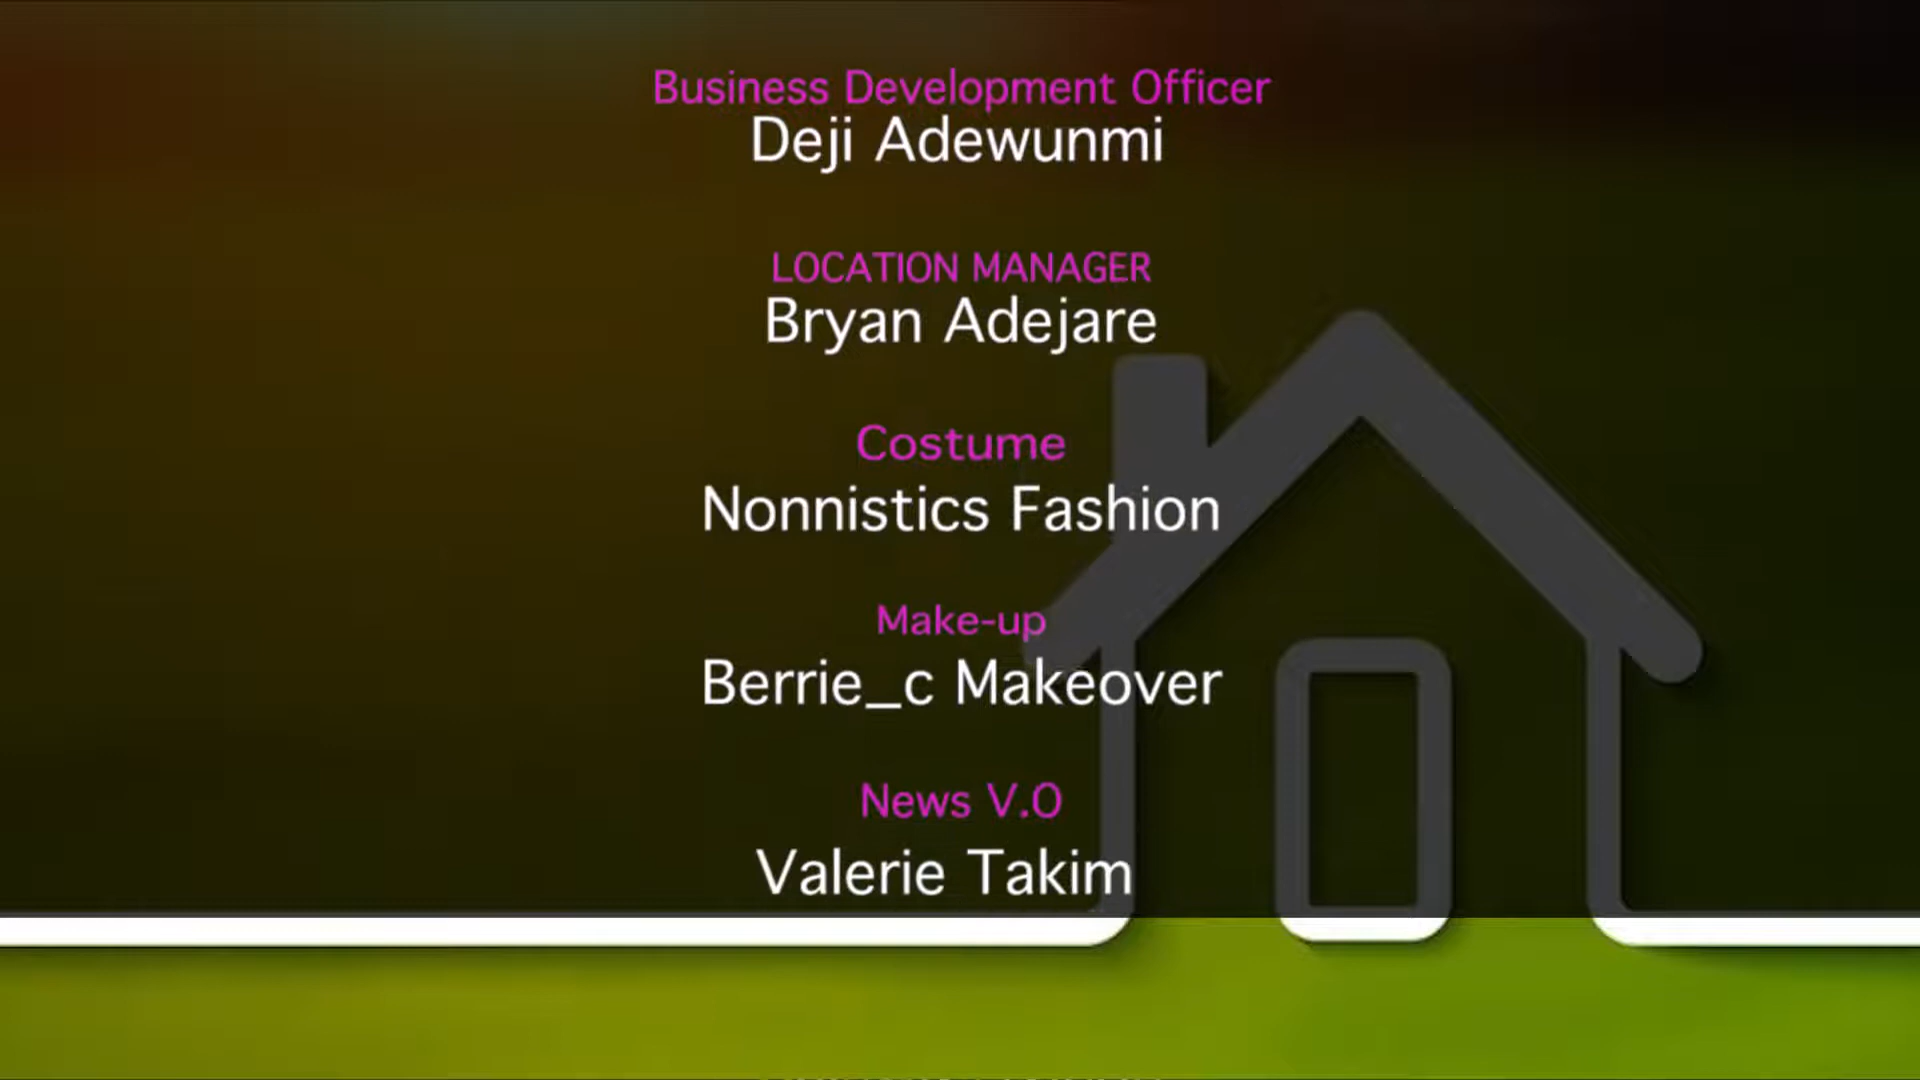 Business Development Officer
Deji Adewunmi
LOCATION MANAGER
Bryan Adejare
Costume
Nonnistics Fashion
Make-up
Berrie_c Makeover
News V.O
Valerie Takim